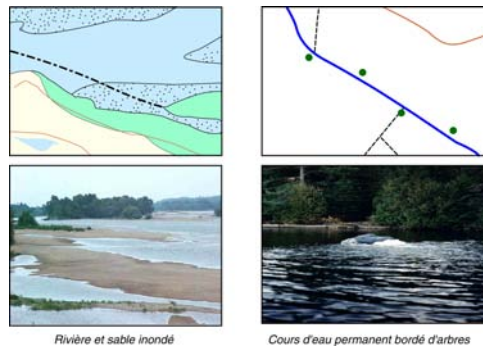 Rivière et sable inondé
Cours d'eau permanent bordé d'arbres